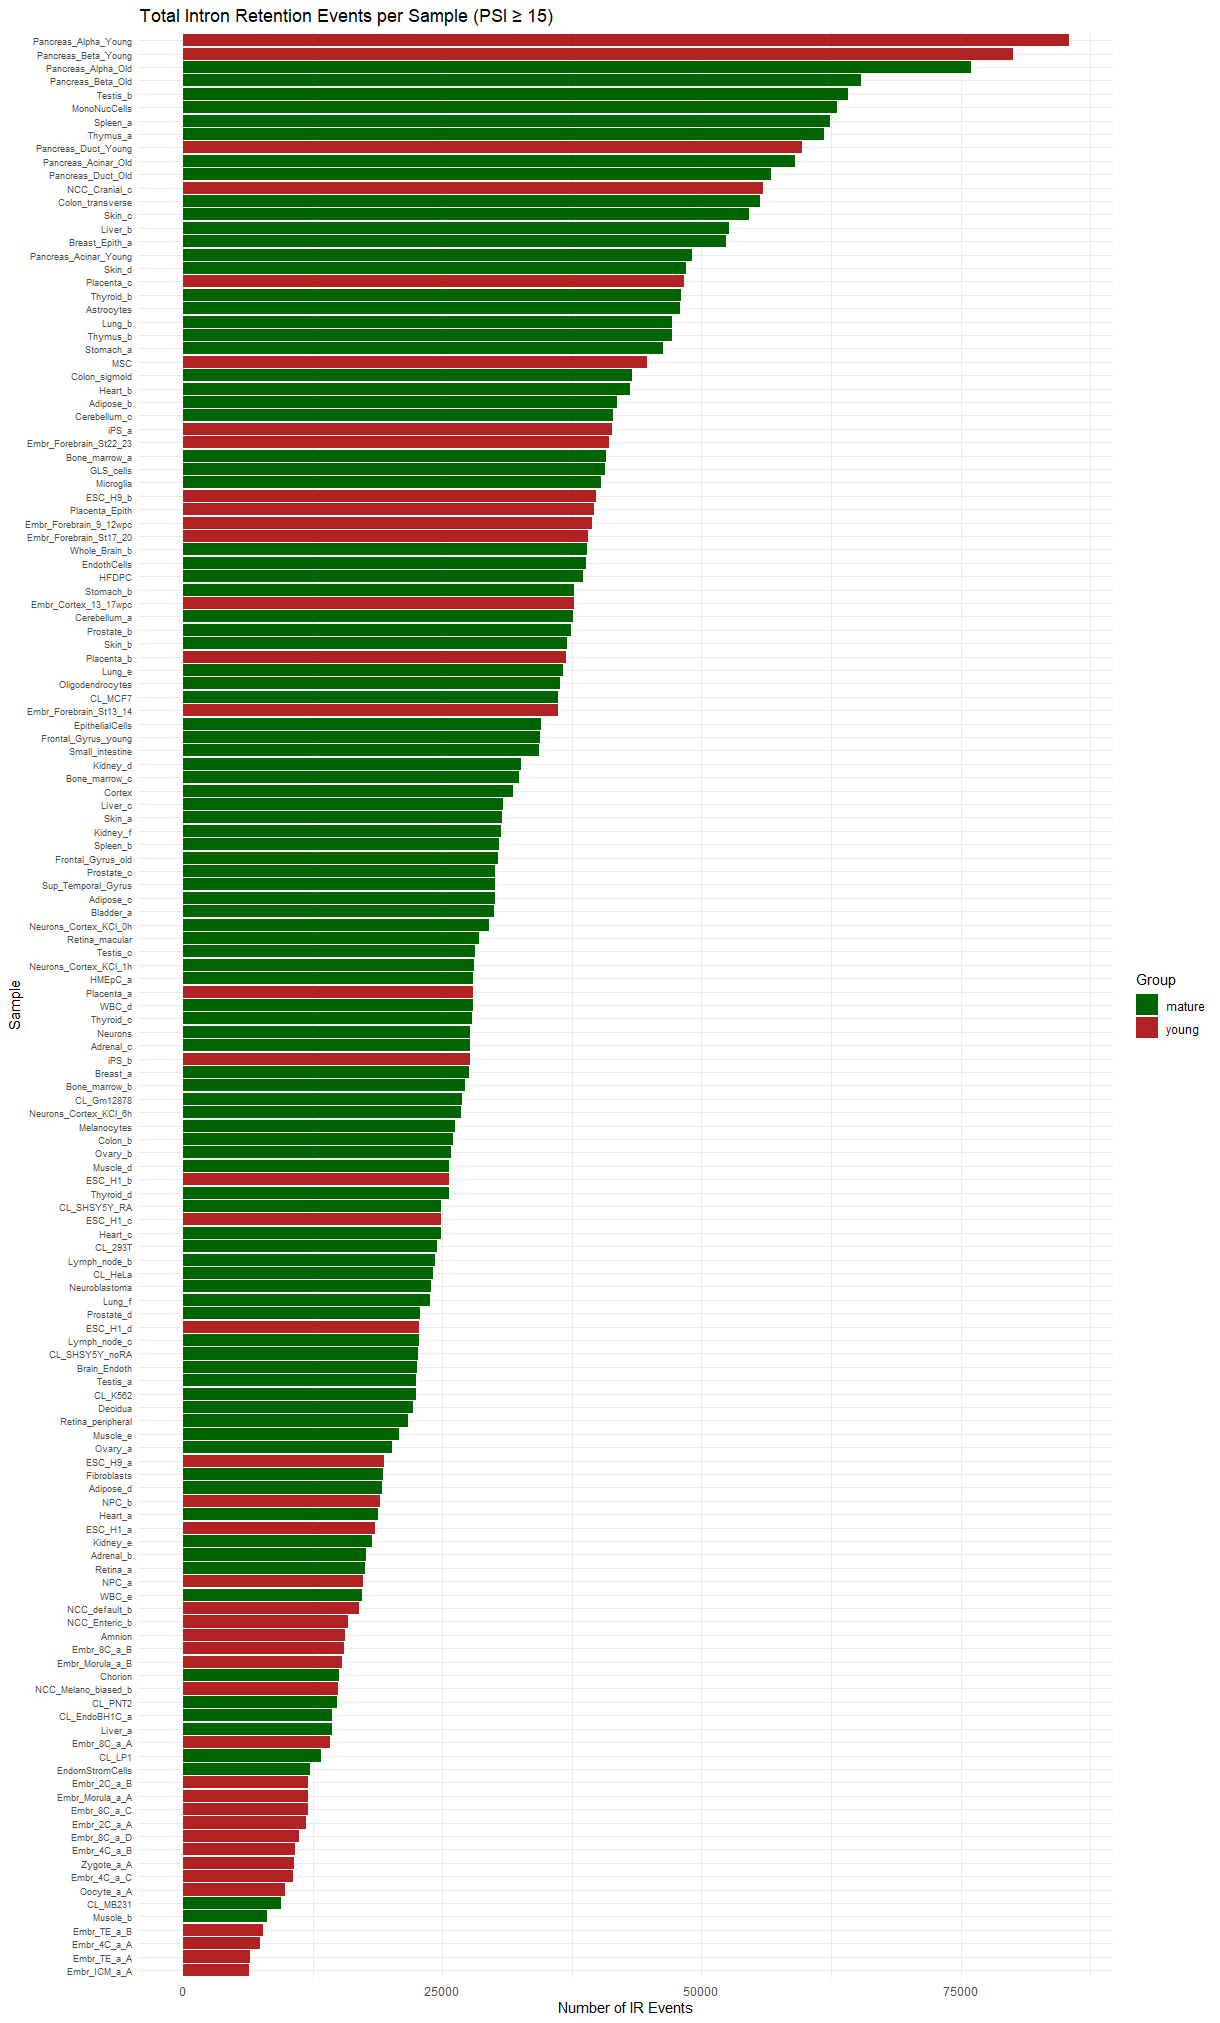 Total Intron Retention Events per Sample (PSI ≥ 15)
Pancreas_Alpha_Young
Pancreas_Beta_Young
Pancreas_Alpha_Old
Pancreas_Beta_Old
Testis_b
MonoNucCells
Spleen_a
Thymus_a
Pancreas_Duct_Young
Pancreas_Acinar_Old
Pancreas_Duct_Old
NCC_Cranial_c
Colon_transverse
Skin_c
Liver_b
Breast_Epith_a
Pancreas_Acinar_Young
Skin_d
Placenta_c
Thyroid_b
Astrocytes
Lung_b
Thymus_b
Stomach_a
MSC
Colon_sigmoid
Heart_b
Adipose_b
Cerebellum_c
iPS_a
Embr_Forebrain_St22_23
Bone_marrow_a
GLS_cells
Microglia
ESC_H9_b
Placenta_Epith
Embr_Forebrain_9_12wpc
Embr_Forebrain_St17_20
Whole_Brain_b
EndothCells
HFDPC
Stomach_b
Embr_Cortex_13_17wpc
Cerebellum_a
Prostate_b
Skin_b
Placenta_b
Lung_e
Oligodendrocytes
CL_MCF7
Embr_Forebrain_St13_14
EpithelialCells
Frontal_Gyrus_young
Small_intestine
Kidney_d
Bone_marrow_c
Cortex
Liver_c
Skin_a
Kidney_f
Spleen_b
Frontal_Gyrus_old
Prostate_c
Sup_Temporal_Gyrus
Adipose_c
Bladder_a
Neurons_Cortex_KCl_0h
Retina_macular
Testis_c
Neurons_Cortex_KCl_1h
HMEpC_a
Placenta_a
WBC_d
Thyroid_c
Neurons
Adrenal_c
iPS_b
Breast_a
Bone_marrow_b
CL_Gm12878
Neurons_Cortex_KCl_6h
Melanocytes
Colon_b
Ovary_b
Muscle_d
ESC_H1_b
Thyroid_d
CL_SHSY5Y_RA
ESC_H1_c
Heart_c
CL_293T
Lymph_node_b
CL_HeLa
Neuroblastoma
Lung_f
Prostate_d
ESC_H1_d
Lymph_node_c
CL_SHSY5Y_noRA
Brain_Endoth
Testis_a
CL_K562
Decidua
Retina_peripheral
Muscle_e
Ovary_a
ESC_H9_a
Fibroblasts
Adipose_d
NPC_b
Heart_a
ESC_H1_a
Kidney_e
Adrenal_b
Retina_a
NPC_a
WBC_e
NCC_default_b
NCC_Enteric_b
Amnion
Embr_8C_a_B
Embr_Morula_a_B
Chorion
NCC_Melano_biased_b
CL_PNT2
CL_EndoBH1C_a
Liver_a
Embr_8C_a_A
CL_LP1
EndomStromCells
Embr_2C_a_B
Embr_Morula_a_A
Embr_8C_a_C
Embr_2C_a_A
Embr_8C_a_D
Embr_4C_a_B
Zygote_a_A
Embr_4C_a_C
Oocyte_a_A
CL_MB231
Muscle_b
Embr_TE_a_B
Embr_4C_a_A
Embr_TE_a_A
Embr_ICM_a_A
0
25000
50000
75000
Number of IR Events
Sample
Group
mature
young